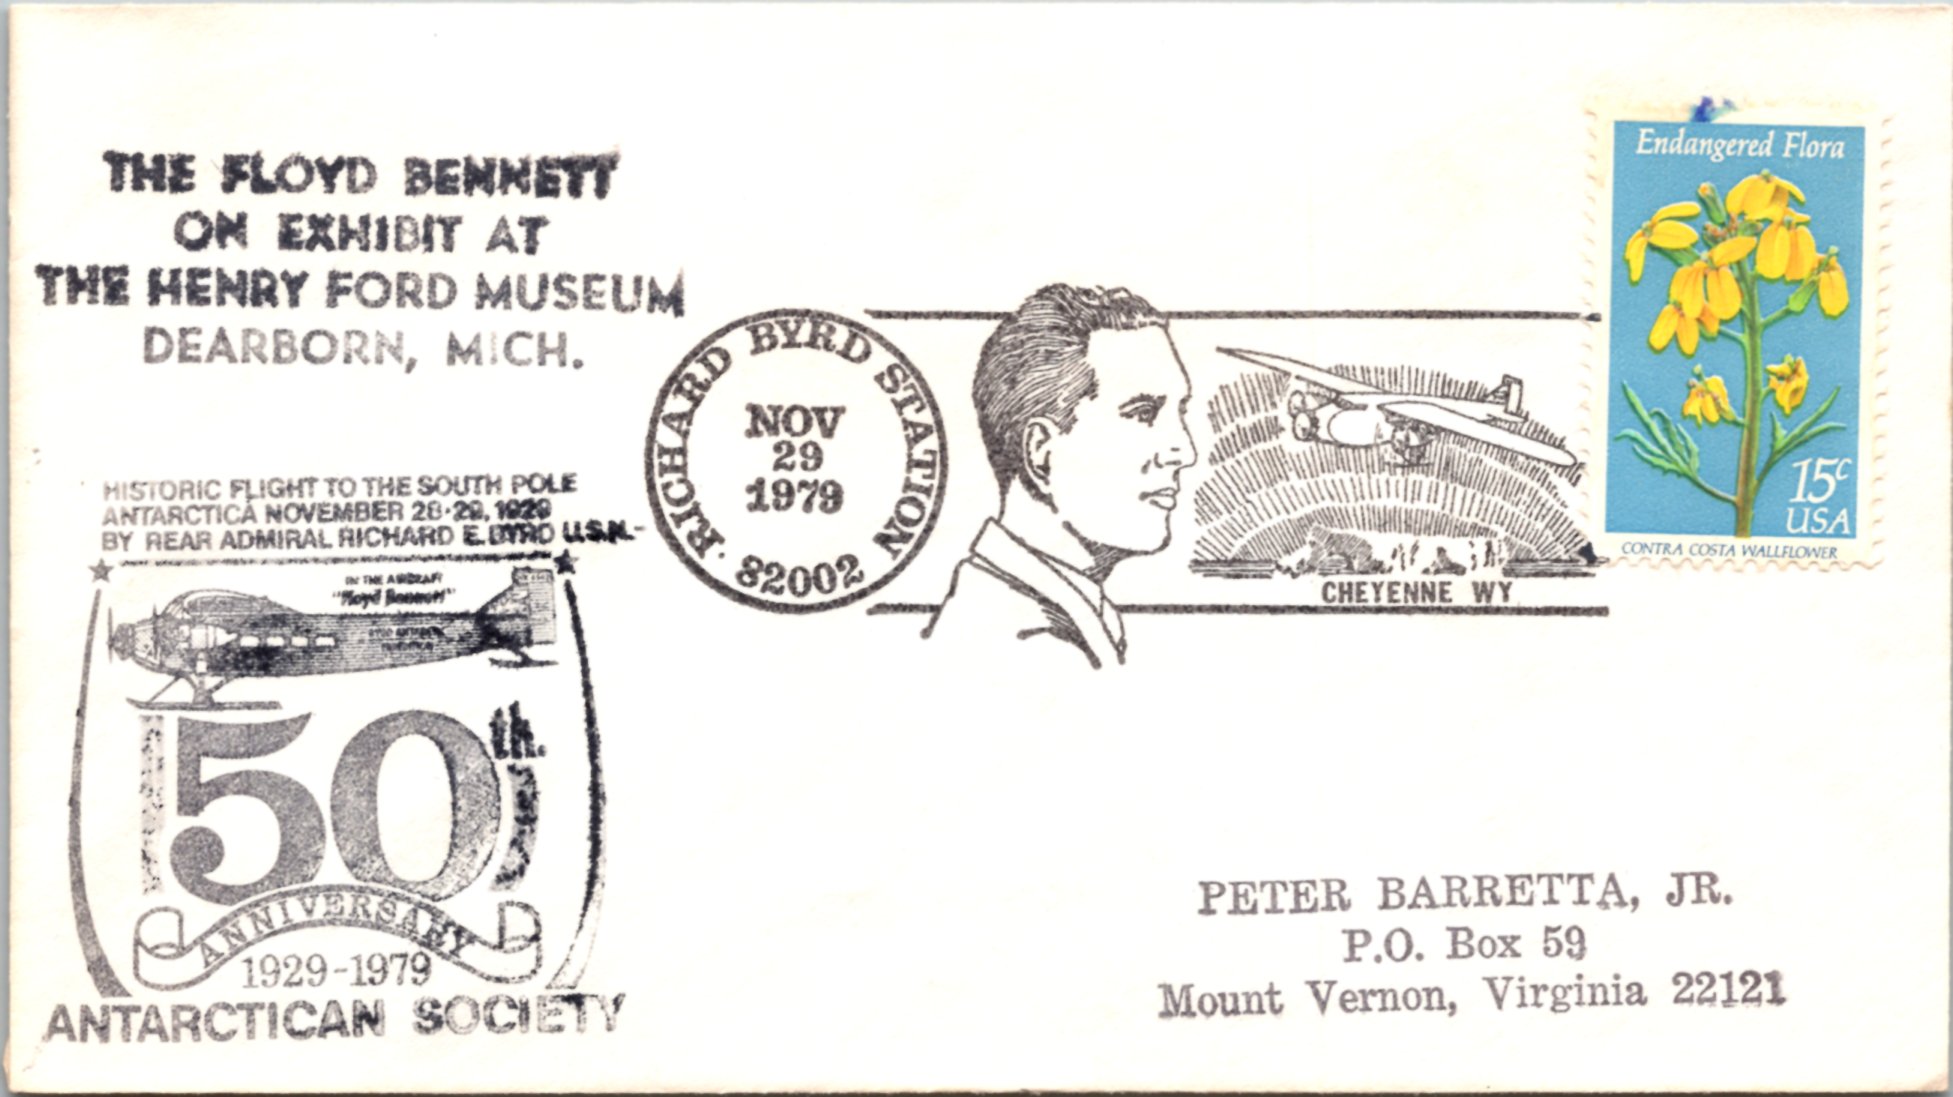 THE FLOYD BENNETT
ON EXHIBIT AT
THE HENRY FORD MUSEUM
DEARBORN, MICH.
HISTORIC FLIGHT TO THE SOUTH POLE
ANTARCTICA NOVEMBER 28-29, 1929
BY REAR ADMIRAL RICHARD E. BYRD U.S.N.
IN THE AIRCRAFT
"Floyd Bennett"
50th.
ANNIVERSARY
1929-1979
ANTARCTICAN SOCIETY
RICHARD BYRD STATION
NOV
29
1979
82002
CHEYENNE WY
Endangered Flora
15c
USA
CONTRA COSTA WALLFLOWER
PETER BARRETTA, JR.
P.O. Box 59
Mount Vernon, Virginia 22121